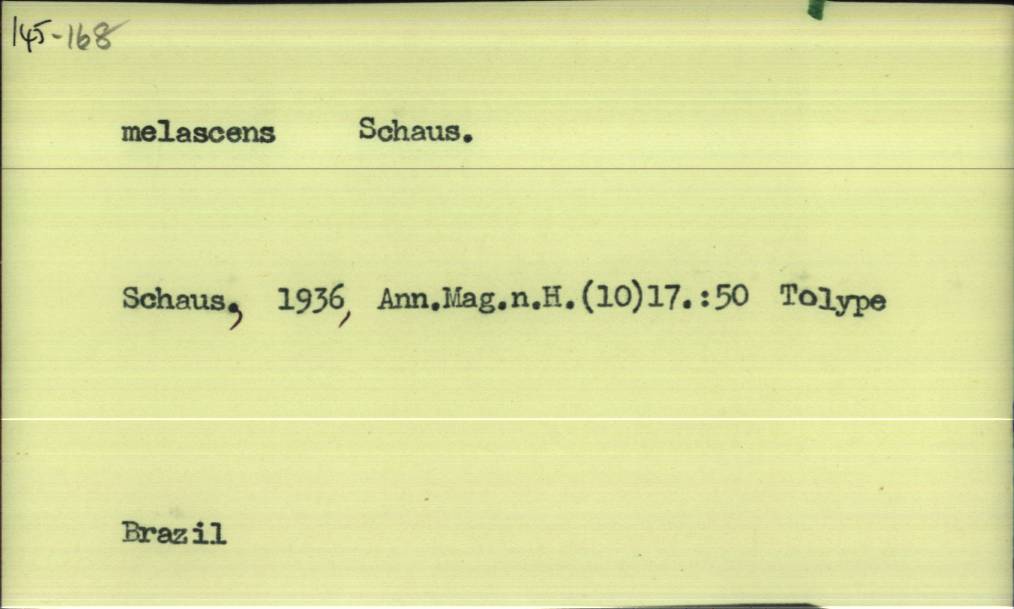 145-168
melascens Schaus.
Schaus., 1936, Ann.Mag.n.H.(10)17.:50 Tolype
Brazil